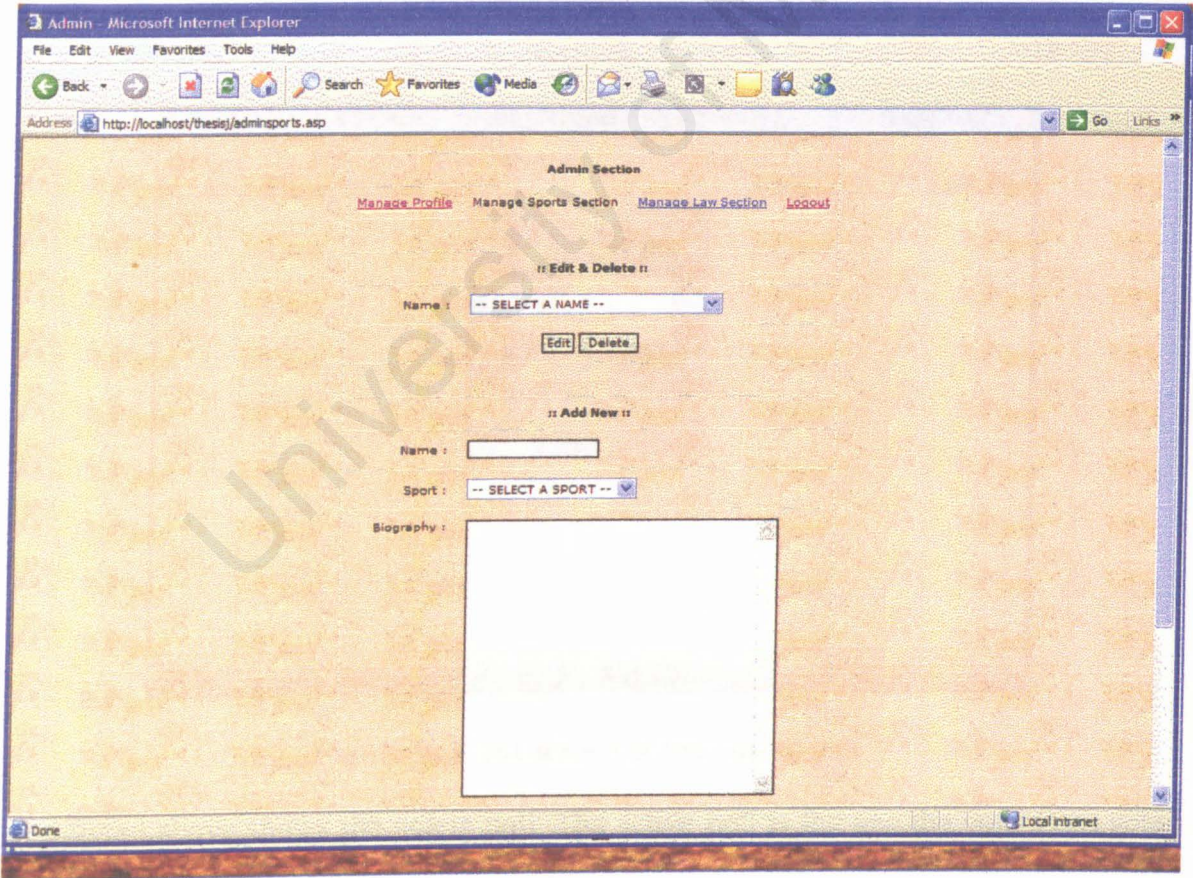 Admin - Microsoft Internet Explorer
File Edit View Favorites Tools Help
Back Search Favorites Media
Address http://localhost/thesisj/adminsports.asp Go Links »
Admin Section
Manage Profile Manage Sports Section Manage Law Section Logout
:: Edit & Delete ::
Name : -- SELECT A NAME --
Edit Delete
:: Add New ::
Name :
Sport : -- SELECT A SPORT --
Biography :
Done Local intranet
University of